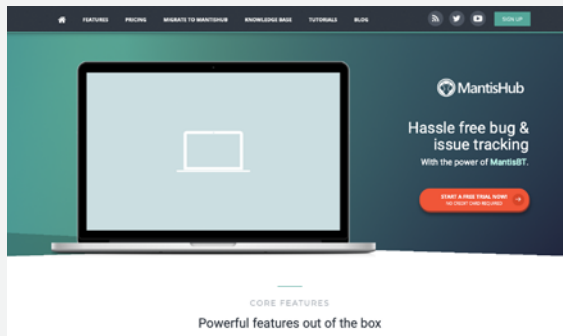 FEATURES PRICING MIGRATE TO MANTISHUB KNOWLEDGE BASE TUTORIALS BLOG SIGN UP
MantisHub
Hassle free bug &
issue tracking
With the power of MantisBT.
START A FREE TRIAL NOW!
NO CREDIT CARD REQUIRED
CORE FEATURES
Powerful features out of the box